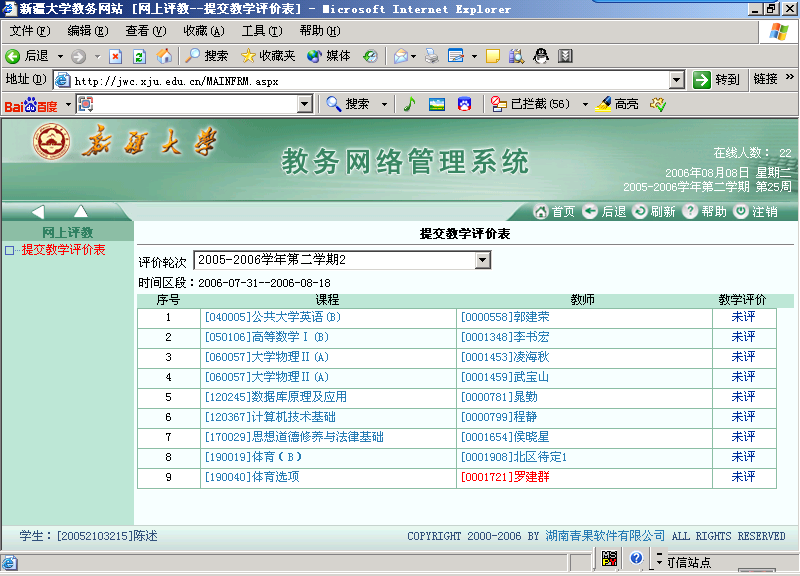 新疆大学教务网站 [网上评教--提交教学评价表] - Microsoft Internet Explorer
文件(F) 编辑(E) 查看(V) 收藏(A) 工具(T) 帮助(H)
后退 搜索 收藏夹 媒体
地址(D) http://jwc.xju.edu.cn/MAINFRM.aspx 转到 链接 »
Bai百度 搜索 已拦截(56) 高亮
新疆大学
教务网络管理系统
在线人数: 22
2006年08月08日 星期二
2005-2006学年第二学期 第25周
首页 后退 刷新 帮助 注销
网上评教
提交教学评价表
提交教学评价表
评价轮次 2005-2006学年第二学期2
时间区段：2006-07-31--2006-08-18
序号 课程 教师 教学评价
1 [040005]公共大学英语(B) [0000558]郭建荣 未评
2 [050106]高等数学Ⅰ(B) [0001348]李书宏 未评
3 [060057]大学物理Ⅱ(A) [0001453]凌海秋 未评
4 [060057]大学物理Ⅱ(A) [0001459]武宝山 未评
5 [120245]数据库原理及应用 [0000781]晁勤 未评
6 [120367]计算机技术基础 [0000799]程静 未评
7 [170029]思想道德修养与法律基础 [0001654]侯晓星 未评
8 [190019]体育(B) [0001908]北区待定1 未评
9 [190040]体育选项 [0001721]罗建群 未评
学生：[20052103215]陈述 COPYRIGHT 2000-2006 BY 湖南青果软件有限公司 ALL RIGHTS RESERVED
可信站点